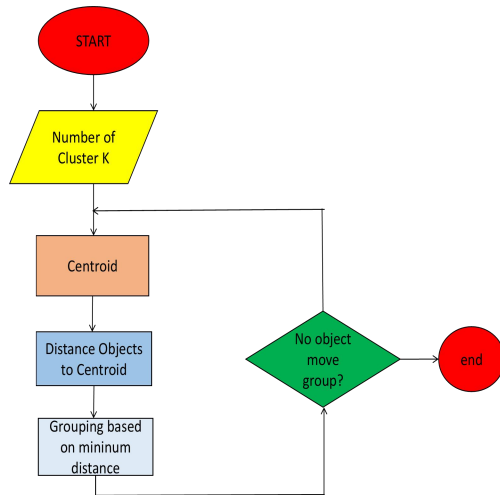 START
Number of
Cluster K
Centroid
Distance Objects
to Centroid
Grouping based
on mininum
distance
No object
move
group?
end